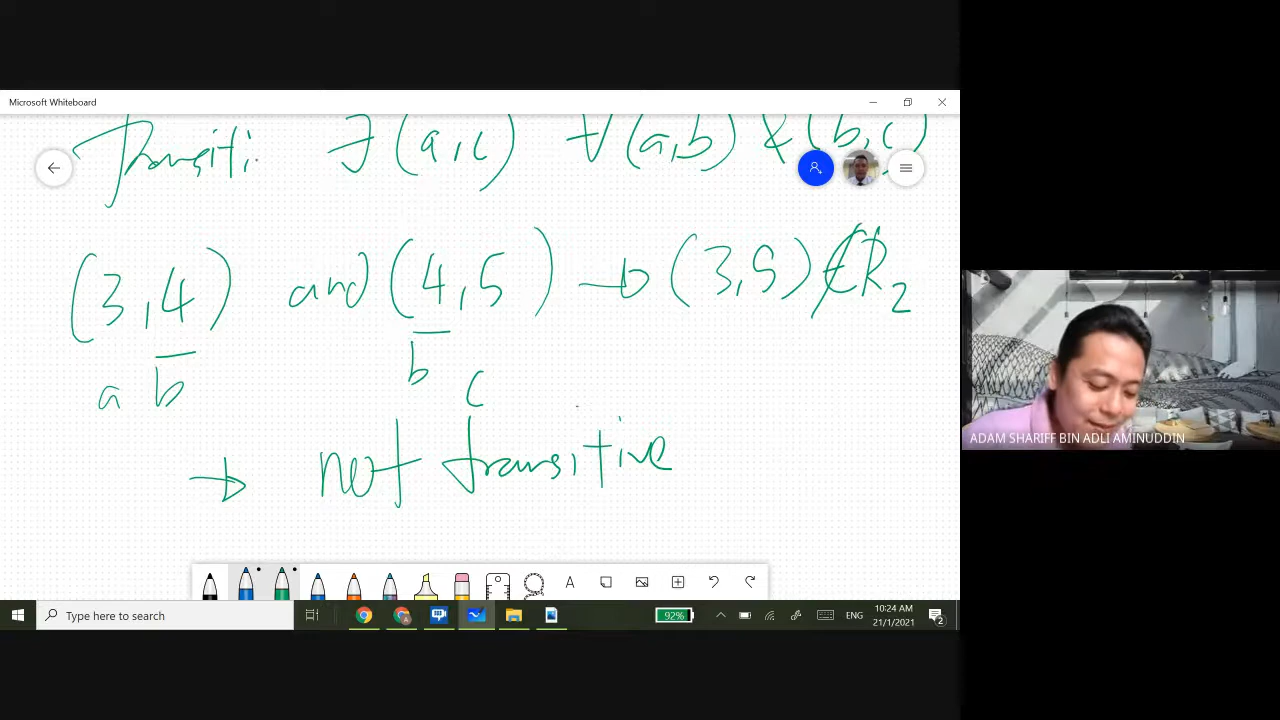 Microsoft Whiteboard
Transiti: ∃ (a,c) ∀ (a,b) & (b,c)
(3,4) and (4,5) → (3,5) ∉ R₂
a b b c
→ not transitive
ADAM SHARIFF BIN ADLI AMINUDDIN
A
Type here to search
92%
ENG
10:24 AM
21/1/2021
2